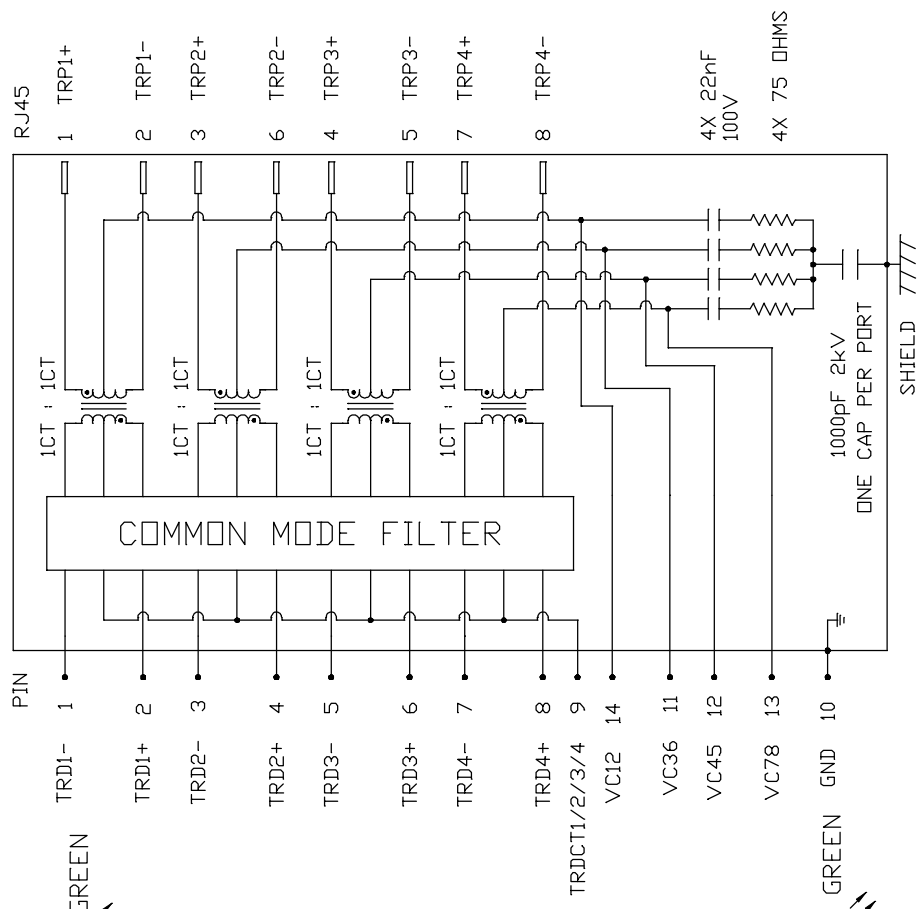 RJ45
1 TRP1+
2 TRP1-
3 TRP2+
6 TRP2-
4 TRP3+
5 TRP3-
7 TRP4+
8 TRP4-
4X 22nF
100V
4X 75 OHMS
1CT : 1CT
1CT : 1CT
1CT : 1CT
1CT : 1CT
1000pF 2kV
ONE CAP PER PORT
SHIELD
COMMON MODE FILTER
PIN
1 TRD1-
2 TRD1+
3 TRD2-
4 TRD2+
5 TRD3-
6 TRD3+
7 TRD4-
8 TRD4+
9 TRDCT1/2/3/4
14 VC12
11 VC36
12 VC45
13 VC78
10 GND
GREEN
GREEN